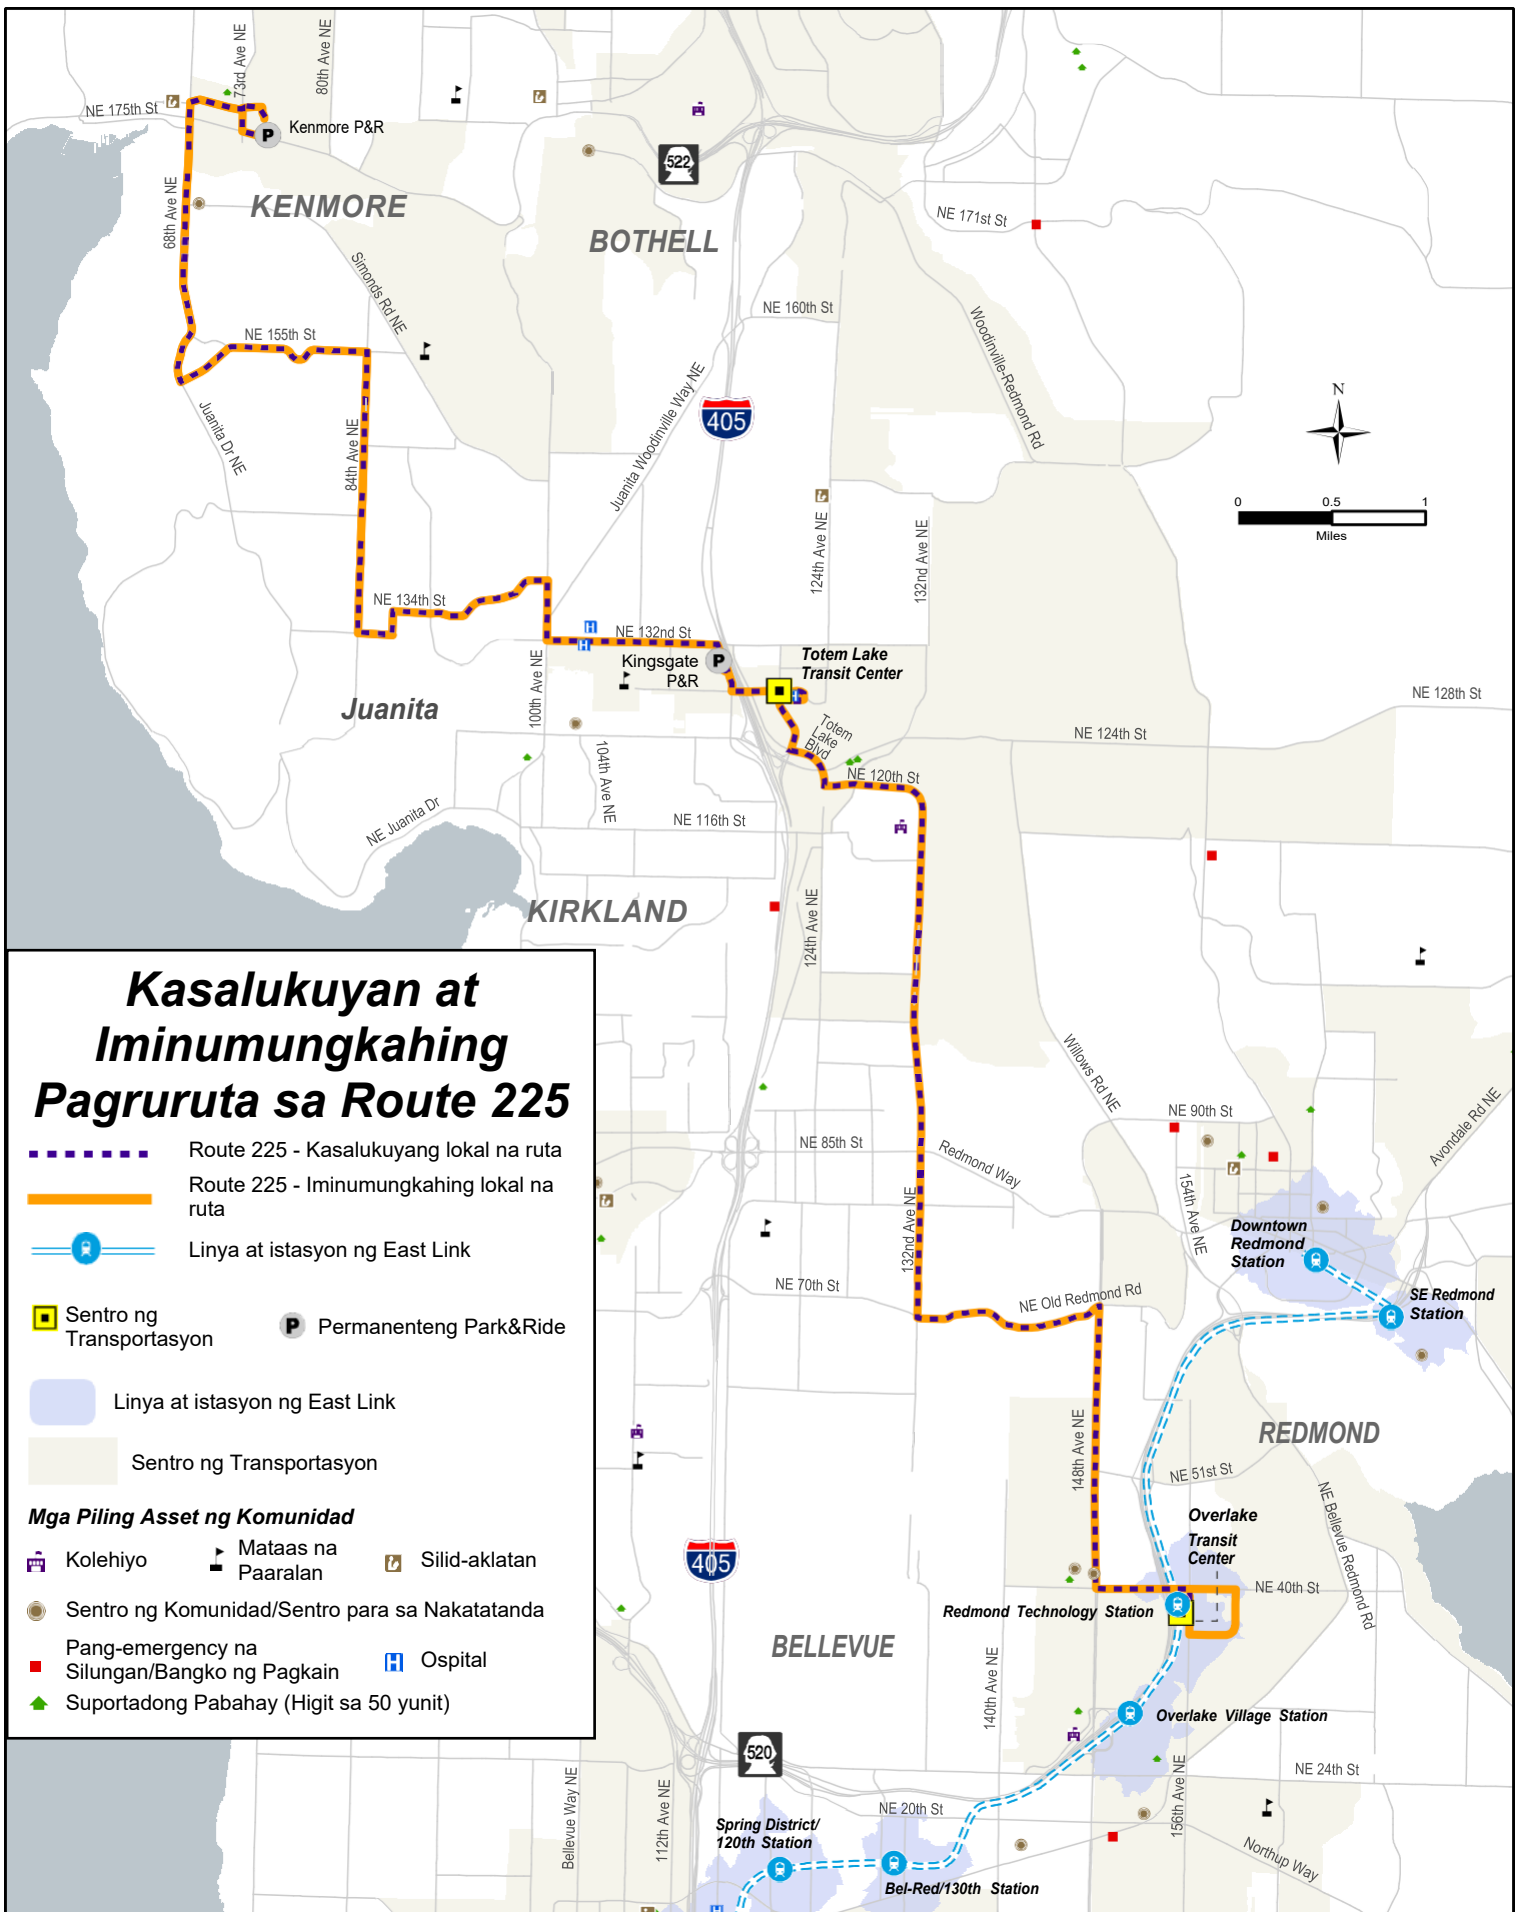 73rd Ave NE
80th Ave NE
NE 175th St
Kenmore P&R
522
68th Ave NE
KENMORE
BOTHELL
NE 171st St
Simonds Rd NE
NE 160th St
Woodinville-Redmond Rd
NE 155th St
Juanita Woodinville Way NE
405
N
Juanita Dr NE
84th Ave NE
0 0.5 1
Miles
124th Ave NE
132nd Ave NE
NE 134th St
NE 132nd St
Kingsgate
P&R
Totem Lake
Transit Center
100th Ave NE
Juanita
NE 128th St
Totem
Lake
Blvd
NE 124th St
104th Ave NE
NE 120th St
NE Juanita Dr
NE 116th St
KIRKLAND
124th Ave NE
Kasalukuyan at
Iminumungkahing
Pagruruta sa Route 225
Route 225 - Kasalukuyang lokal na ruta
Route 225 - Iminumungkahing lokal na
ruta
Linya at istasyon ng East Link
Sentro ng
Transportasyon
P Permanenteng Park&Ride
Linya at istasyon ng East Link
Sentro ng Transportasyon
Mga Piling Asset ng Komunidad
Kolehiyo
Mataas na
Paaralan
Silid-aklatan
Sentro ng Komunidad/Sentro para sa Nakatatanda
Pang-emergency na
Silungan/Bangko ng Pagkain
H Ospital
Suportadong Pabahay (Higit sa 50 yunit)
Willows Rd NE
NE 90th St
Avondale Rd NE
NE 85th St
Redmond Way
154th Ave NE
132nd Ave NE
Downtown
Redmond
Station
NE 70th St
NE Old Redmond Rd
SE Redmond
Station
148th Ave NE
REDMOND
NE 51st St
NE Bellevue Redmond Rd
Overlake
Transit
Center
405
NE 40th St
Redmond Technology Station
BELLEVUE
140th Ave NE
Overlake Village Station
520
NE 24th St
Bellevue Way NE
112th Ave NE
156th Ave NE
NE 20th St
Spring District/
120th Station
Northup Way
Bel-Red/130th Station